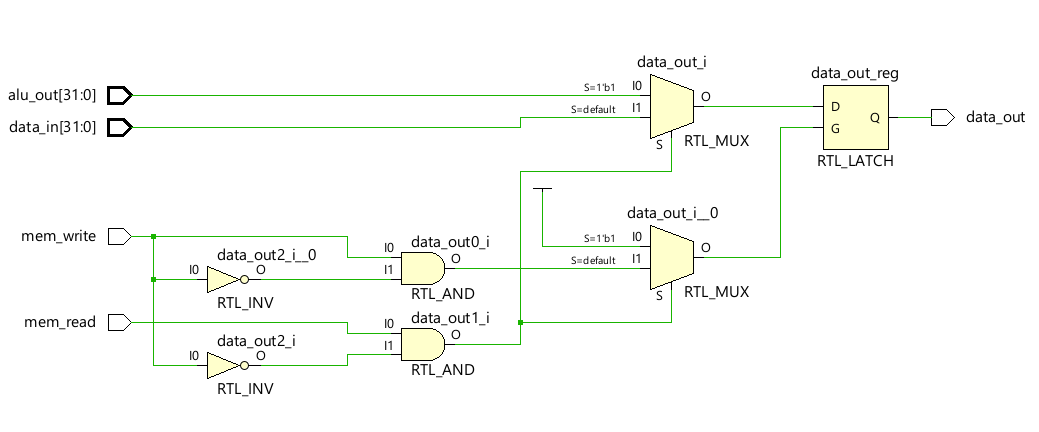 data_out_i
alu_out[31:0]
S=1'b1
I0
O
data_out_reg
data_in[31:0]
S=default
I1
S
RTL_MUX
D
G
Q
RTL_LATCH
data_out
mem_write
data_out2_i__0
I0
O
RTL_INV
data_out0_i
I0
I1
O
RTL_AND
data_out_i__0
S=1'b1
I0
O
S=default
I1
S
RTL_MUX
mem_read
data_out2_i
I0
O
RTL_INV
data_out1_i
I0
I1
O
RTL_AND